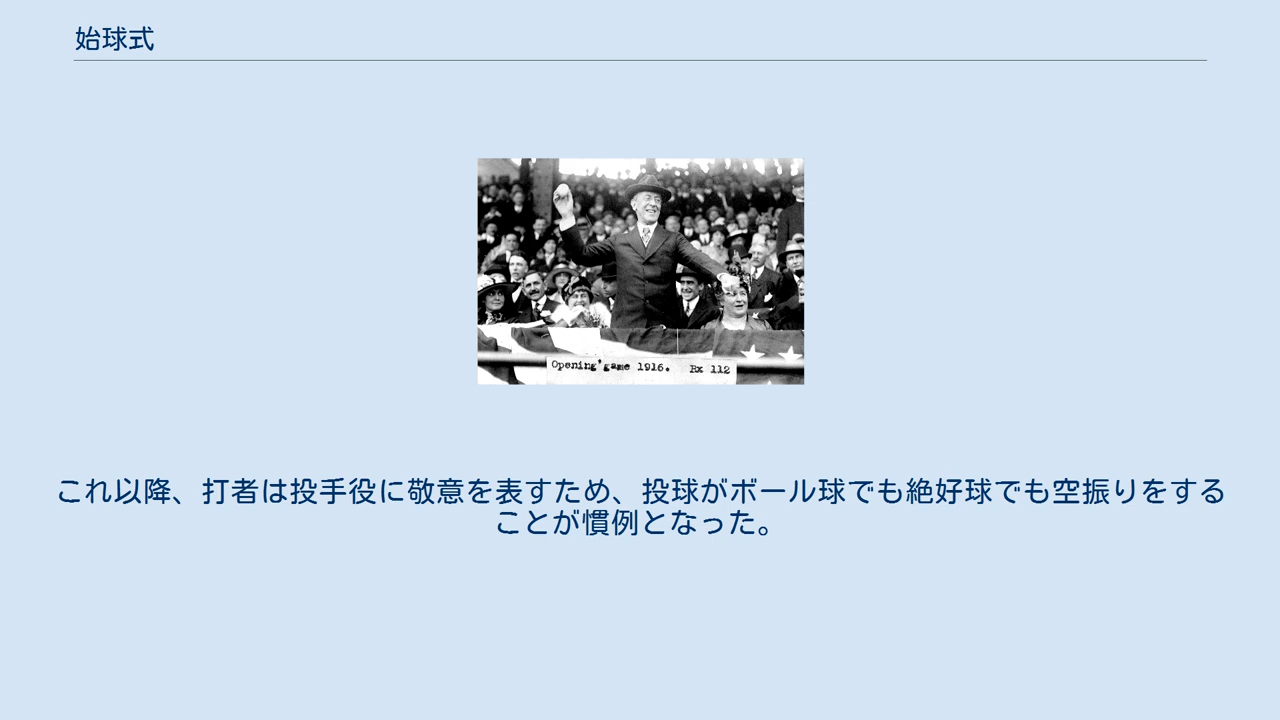 始球式
Opening game 1916. Bx 112
これ以降、打者は投手役に敬意を表すため、投球がボール球でも絶好球でも空振りをする
ことが慣例となった。